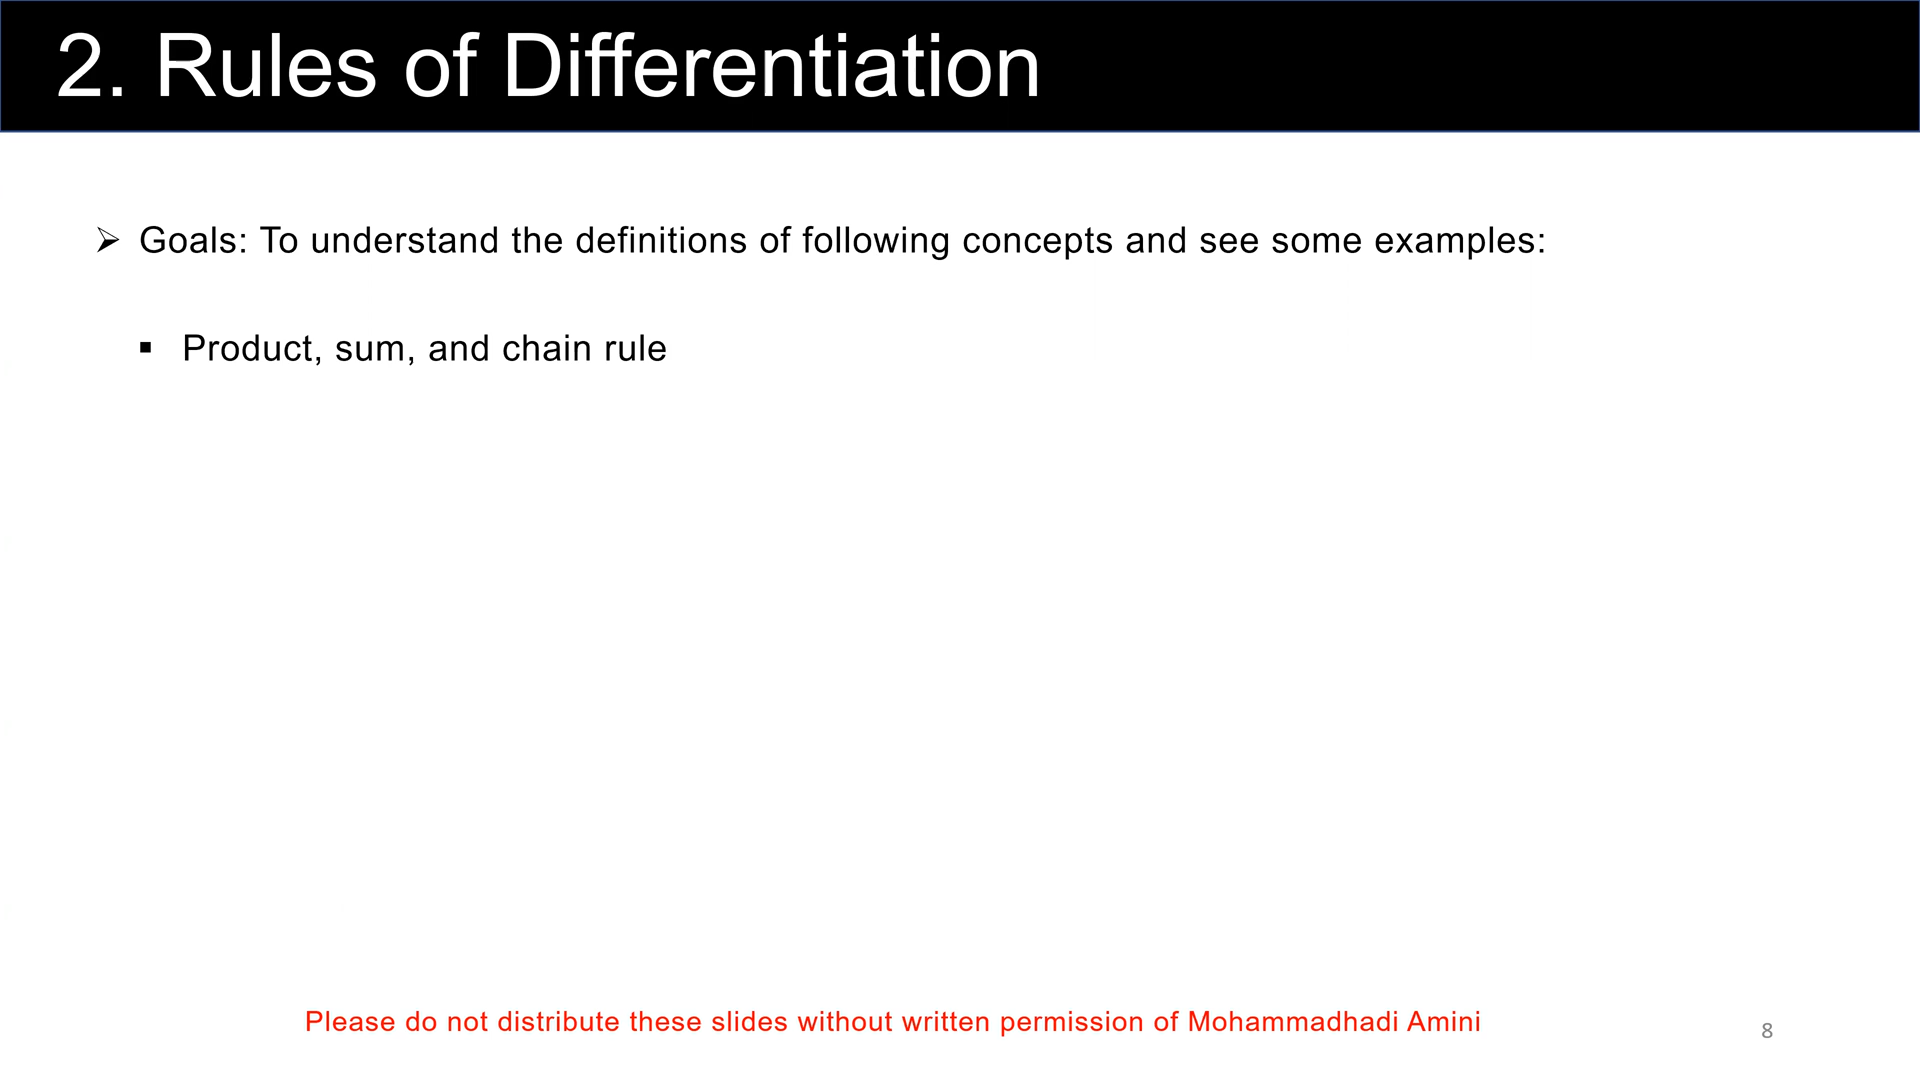 2. Rules of Differentiation
➢ Goals: To understand the definitions of following concepts and see some examples:
▪ Product, sum, and chain rule
Please do not distribute these slides without written permission of Mohammadhadi Amini
8